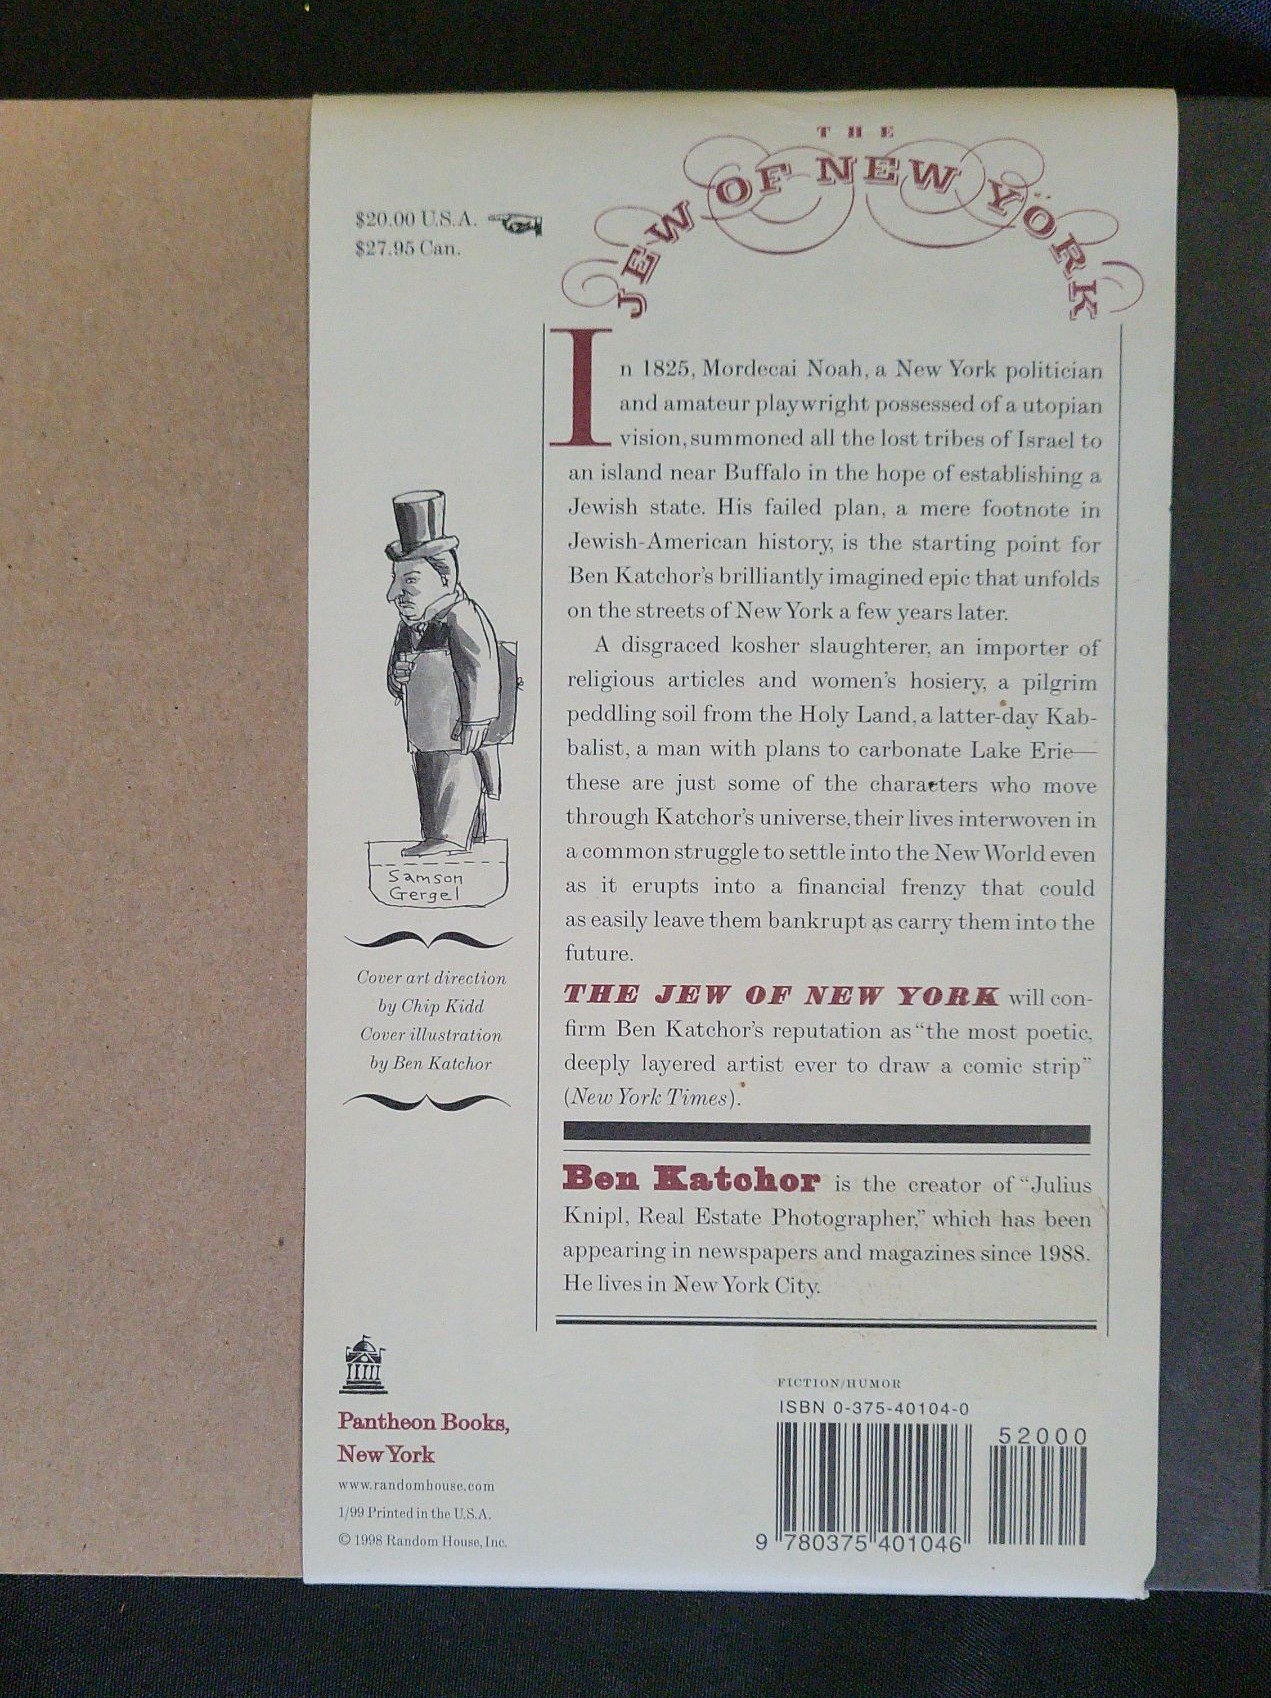 THE
JEW OF NEW YORK
$20.00 U.S.A.
$27.95 Can.
In 1825, Mordecai Noah, a New York politician
and amateur playwright possessed of a utopian
vision, summoned all the lost tribes of Israel to
an island near Buffalo in the hope of establishing a
Jewish state. His failed plan, a mere footnote in
Jewish-American history, is the starting point for
Ben Katchor's brilliantly imagined epic that unfolds
on the streets of New York a few years later.
A disgraced kosher slaughterer, an importer of
religious articles and women's hosiery, a pilgrim
peddling soil from the Holy Land, a latter-day Kab-
balist, a man with plans to carbonate Lake Erie—
these are just some of the characters who move
through Katchor's universe, their lives interwoven in
a common struggle to settle into the New World even
as it erupts into a financial frenzy that could
as easily leave them bankrupt as carry them into the
future.
THE JEW OF NEW YORK will con-
firm Ben Katchor's reputation as "the most poetic,
deeply layered artist ever to draw a comic strip"
(New York Times).
Ben Katchor is the creator of "Julius
Knipl, Real Estate Photographer," which has been
appearing in newspapers and magazines since 1988.
He lives in New York City.
Samson
Gergel
Cover art direction
by Chip Kidd
Cover illustration
by Ben Katchor
Pantheon Books,
New York
www.randomhouse.com
1/99 Printed in the U.S.A.
© 1998 Random House, Inc.
FICTION/HUMOR
ISBN 0-375-40104-0
52000
9 780375 401046